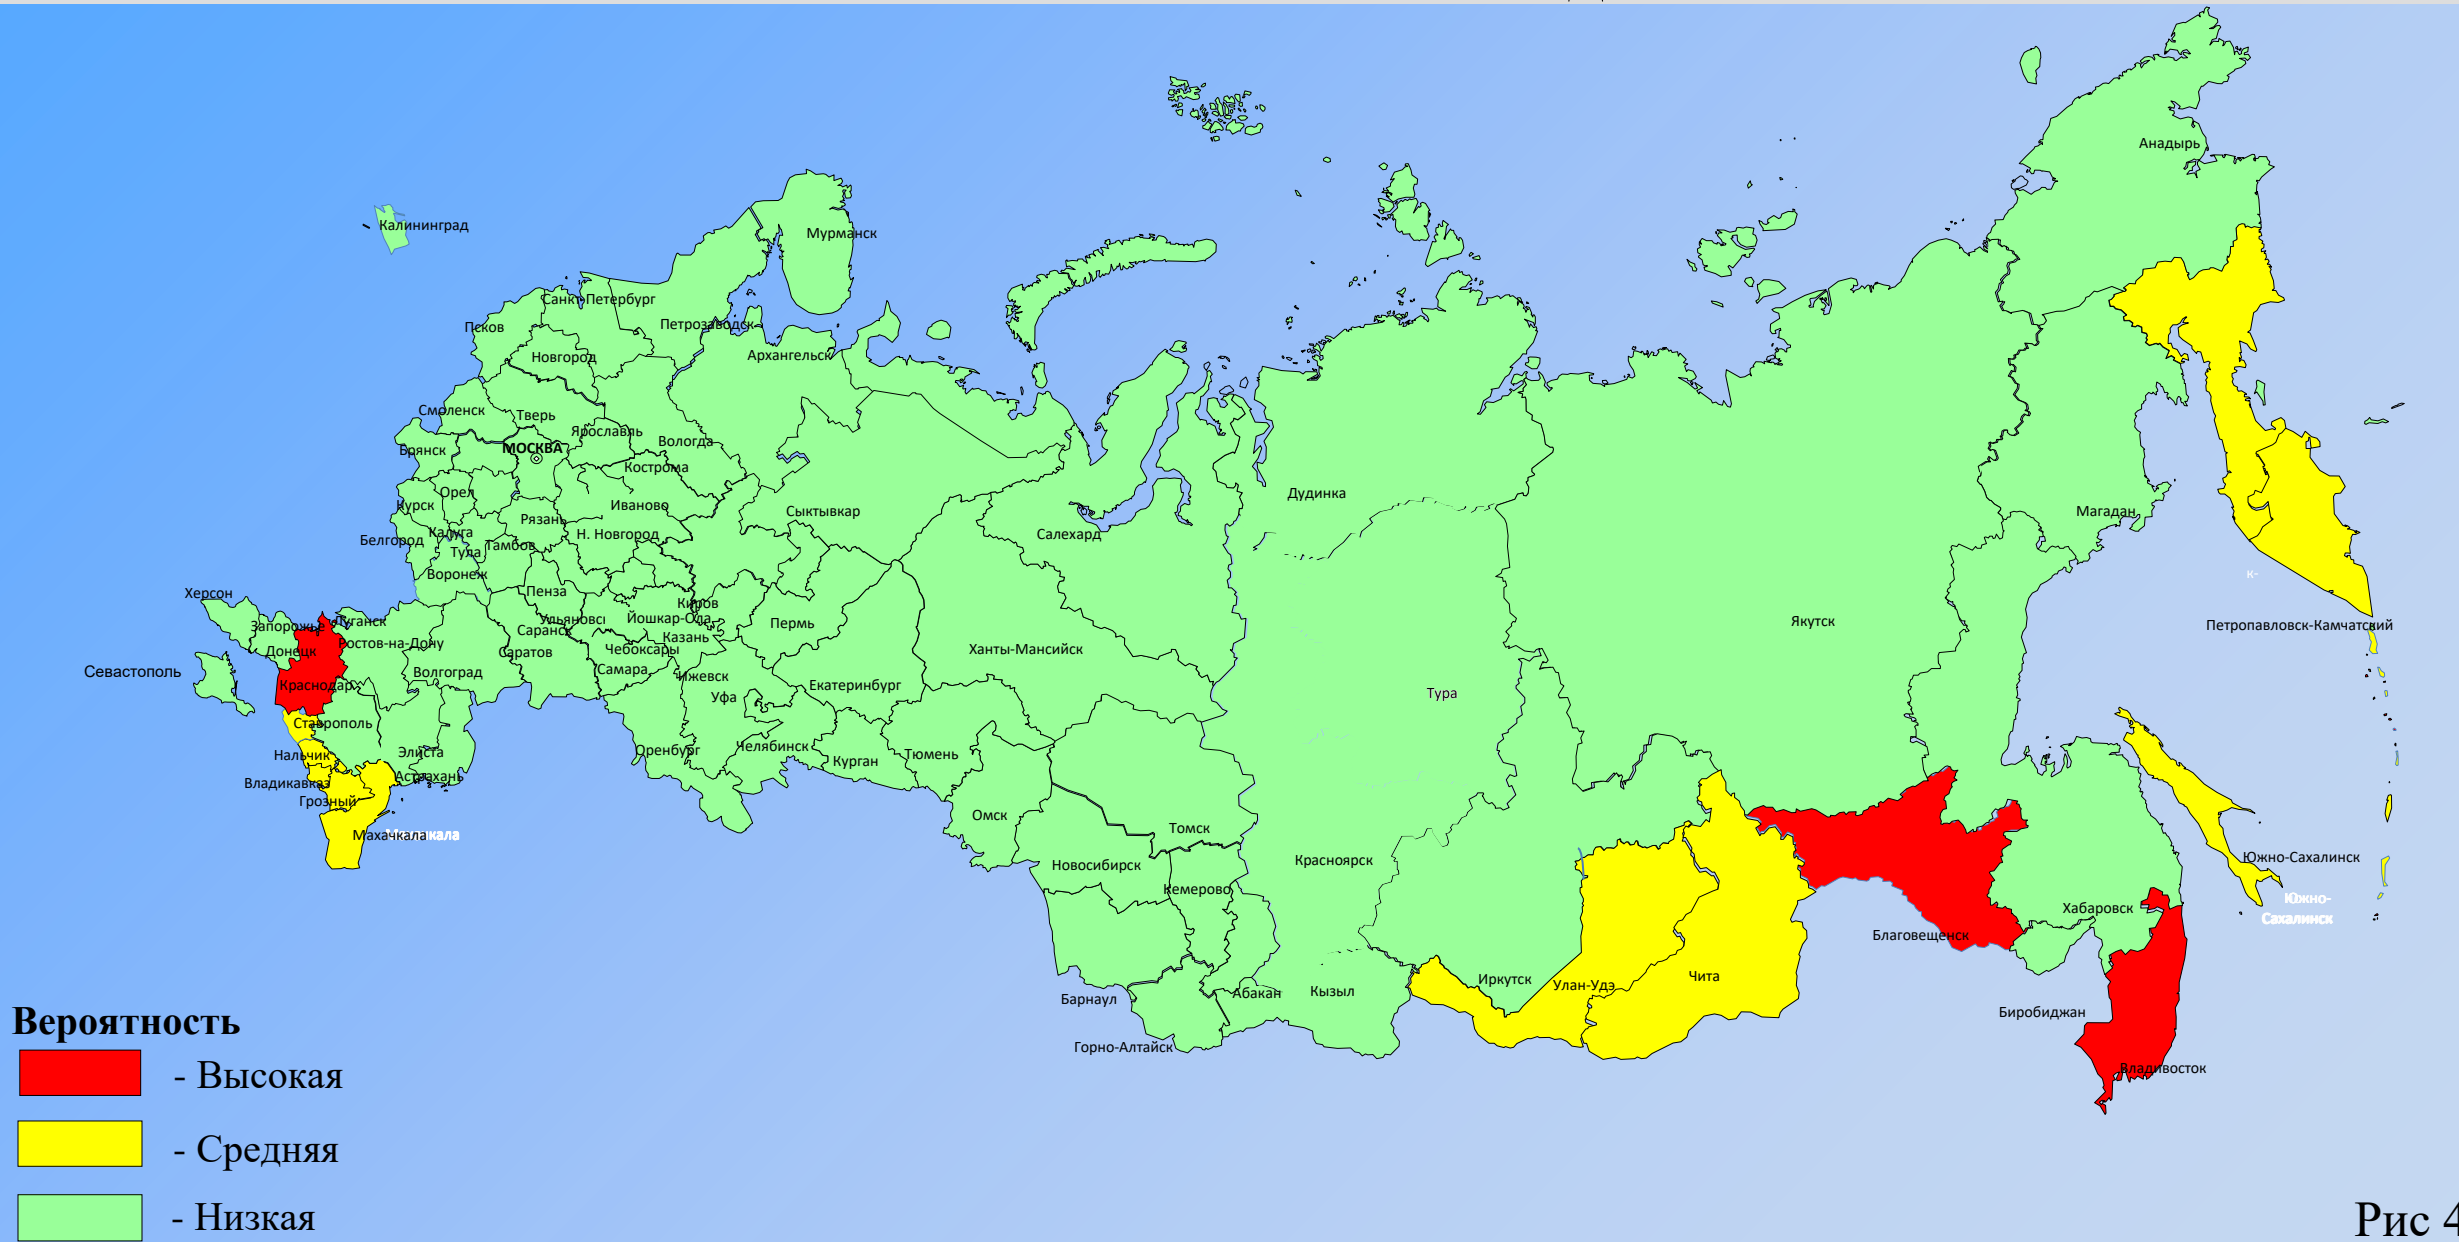 Анадырь
Калининград
Мурманск
Санкт-Петербург
Псков
Петрозаводск
Новгород
Архангельск
Смоленск
Тверь
Ярославль
Вологда
Брянск
МОСКВА
Кострома
Орел
Дудинка
Курск
Иваново
Сыктывкар
Магадан
Рязань
Калуга
Н. Новгород
Салехард
Белгород
Тула
Тамбов
Воронеж
к-
Херсон
Пенза
Киров
Запорожье
Луганск
Ульяновс
Йошкар-Ола
Пермь
Якутск
Петропавловск-Камчатский
Саранск
Казань
Донецк
Ростов-на-Дону
Саратов
Чебоксары
Ханты-Мансийск
Севастополь
Волгоград
Самара
Ижевск
Краснодар
Уфа
Екатеринбург
Тура
Ставрополь
Нальчик
Элиста
Оренбург
Челябинск
Курган
Тюмень
Владикавказ
Астрахань
Грозный
Махачкала
Омск
Томск
Новосибирск
Красноярск
Южно-Сахалинск
Кемерово
Южно-
Сахалинск
Хабаровск
Благовещенск
Барнаул
Абакан
Кызыл
Иркутск
Улан-Удэ
Чита
Биробиджан
Горно-Алтайск
Владивосток
Вероятность
- Высокая
- Средняя
- Низкая
Рис 4